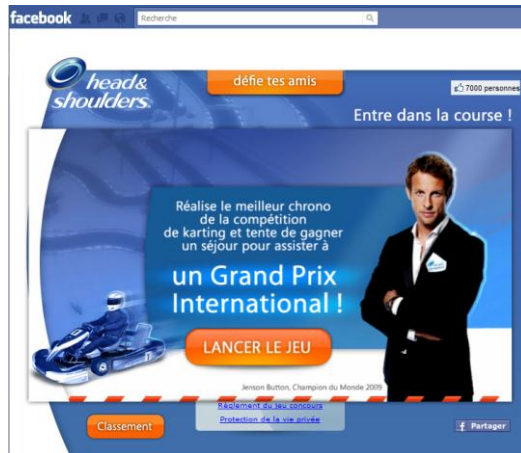 facebook
Recherche
head&
shoulders
défie tes amis
7000 personnes
Entre dans la course !
Réalise le meilleur chrono
de la compétition
de karting et tente de gagner
un séjour pour assister à
un Grand Prix
International !
LANCER LE JEU
Jenson Button, Champion du Monde 2009
Règlement du jeu concours
Protection de la vie privée
Classement
Partager